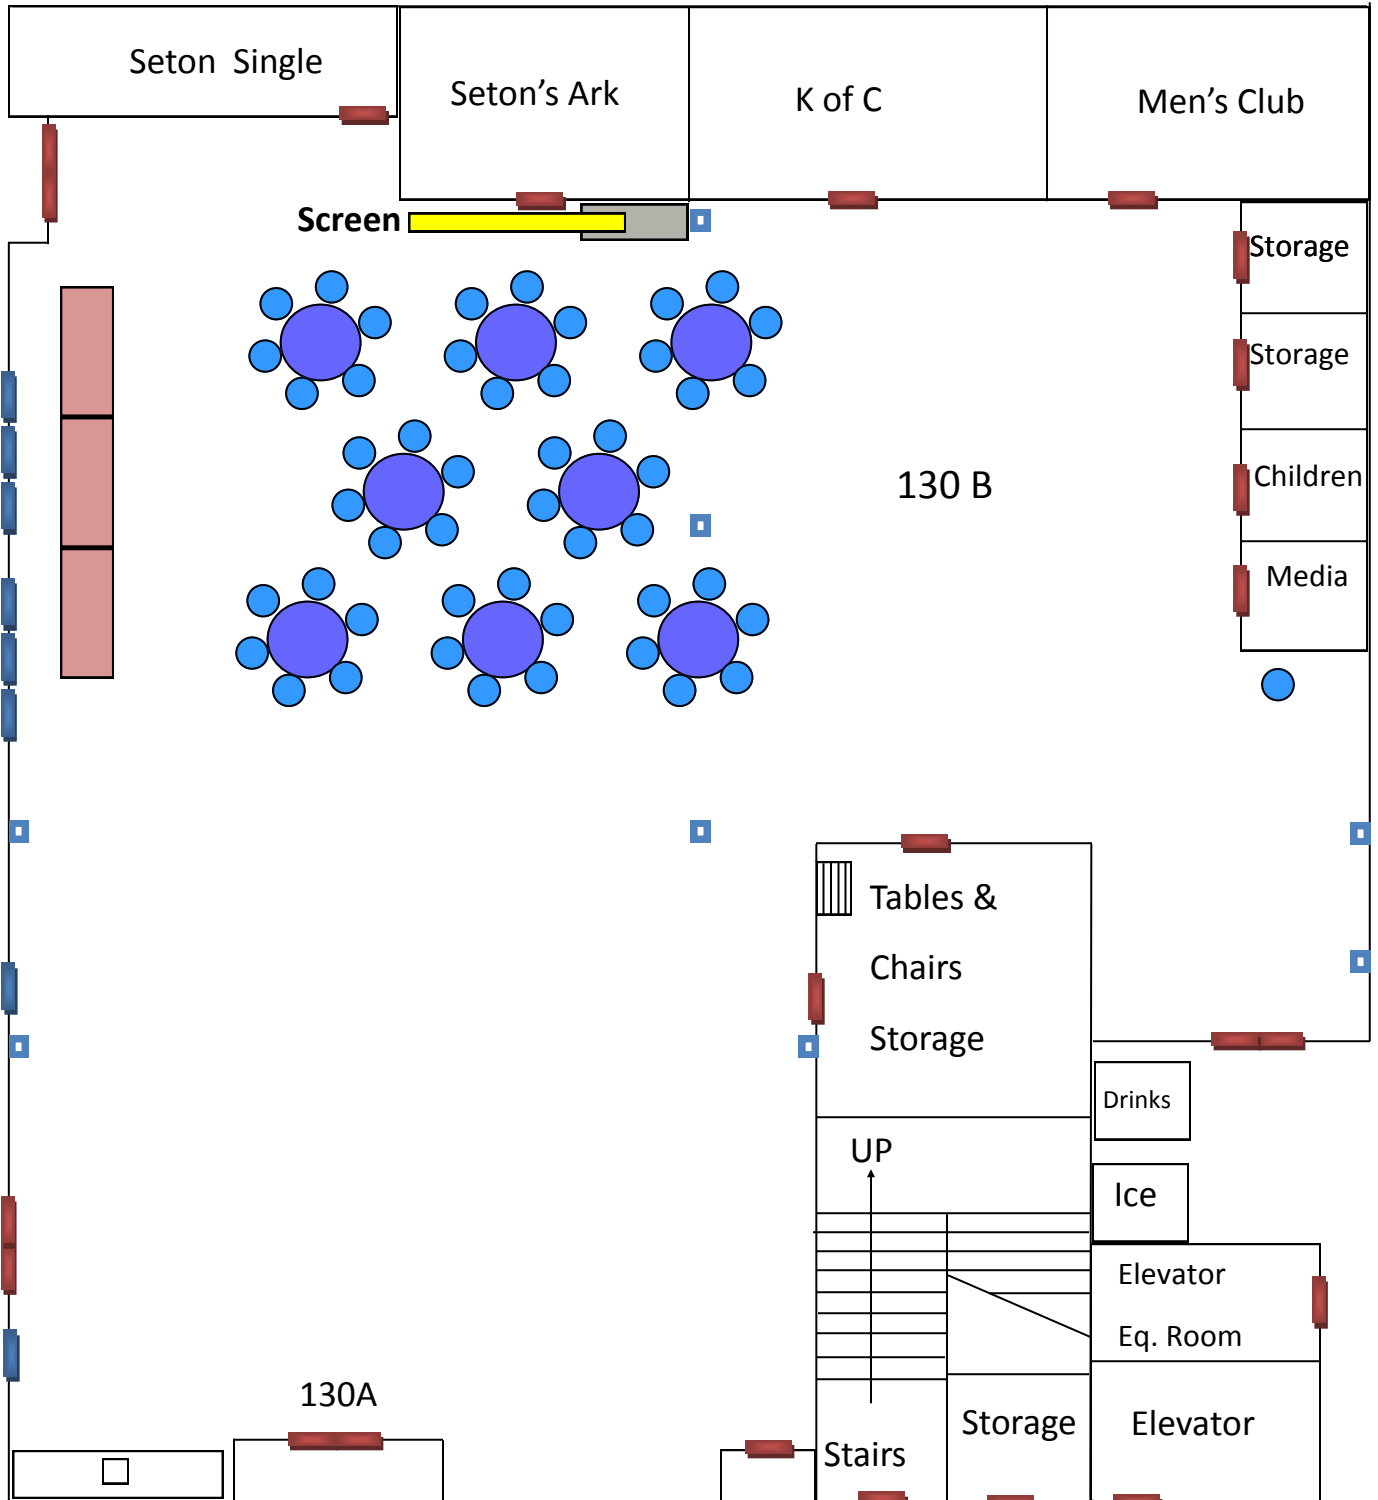 Seton  Single
Seton’s Ark
K of C
Men’s Club
Screen
Storage
Storage
130 B
Children
Media
Tables &
Chairs
Storage
Drinks
UP
Ice
Elevator
Eq. Room
130A
Storage
Elevator
Stairs